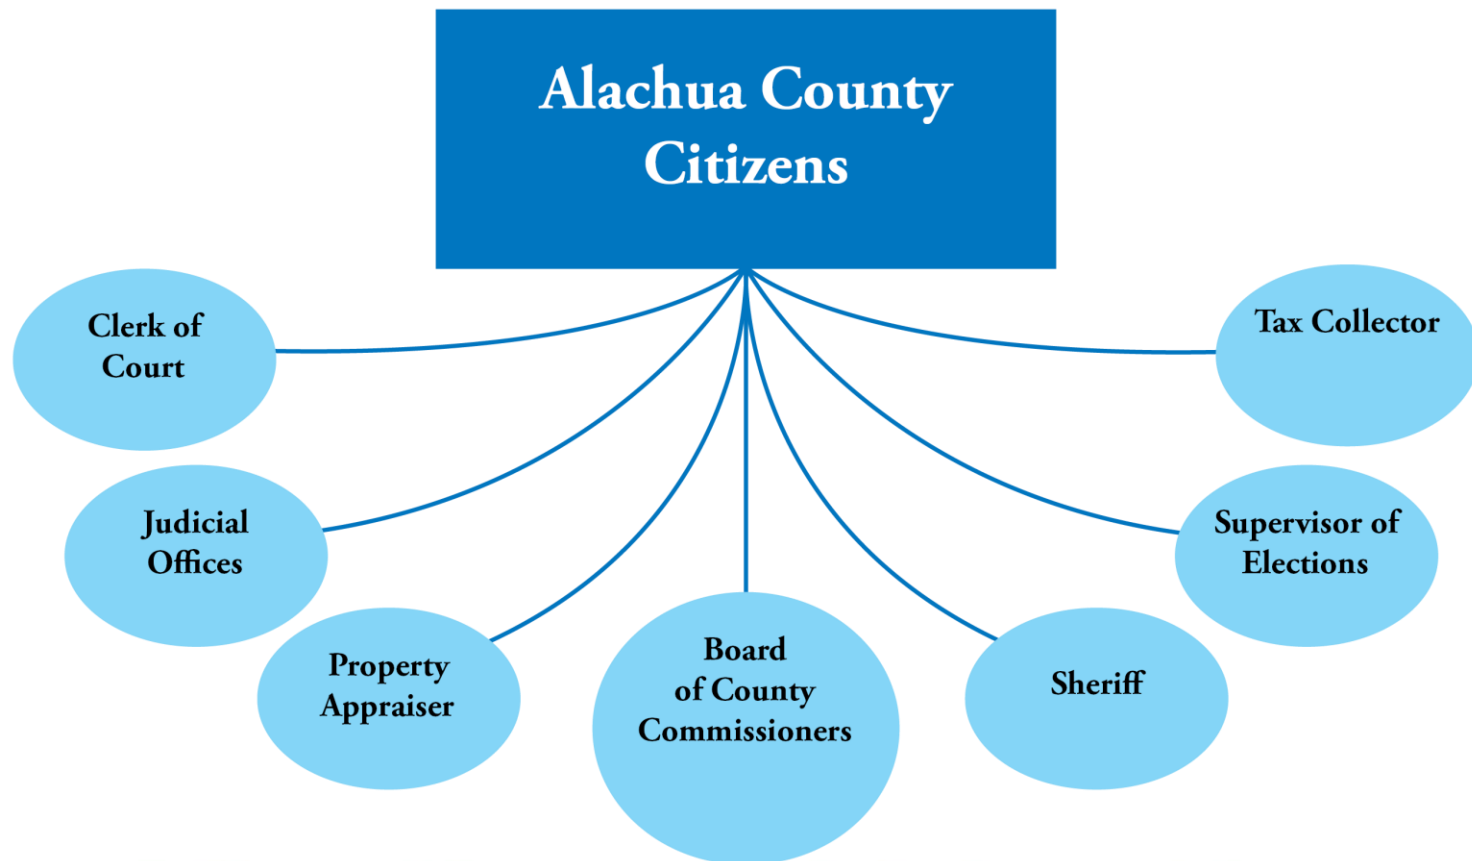 Alachua County
Citizens
Clerk of
Court
Tax Collector
Judicial
Offices
Supervisor of
Elections
Property
Appraiser
Board
of County
Commissioners
Sheriff